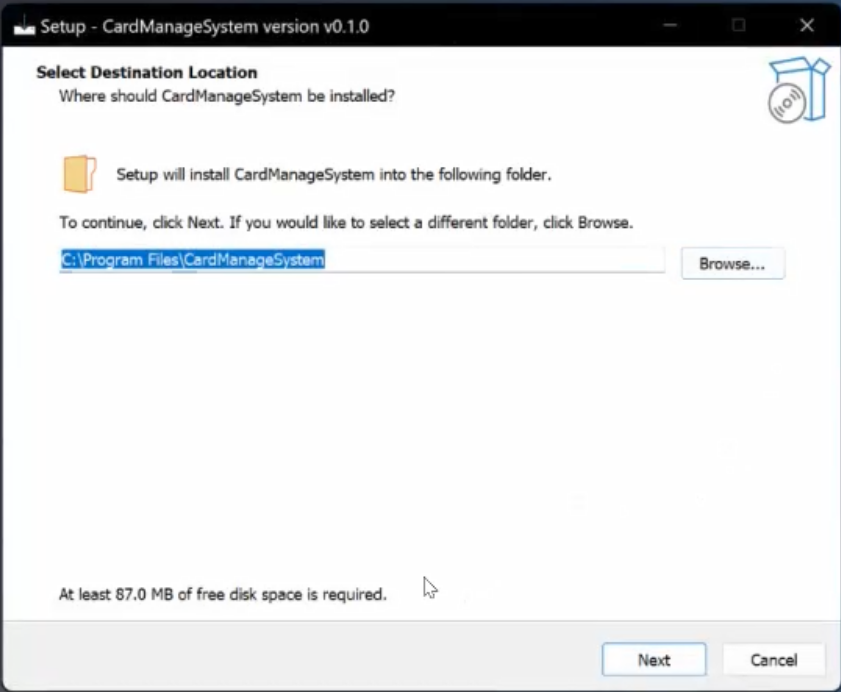 Setup - CardManageSystem version v0.1.0
Select Destination Location
Where should CardManageSystem be installed?
Setup will install CardManageSystem into the following folder.
To continue, click Next. If you would like to select a different folder, click Browse.
C:\Program Files\CardManageSystem
Browse...
At least 87.0 MB of free disk space is required.
Next
Cancel